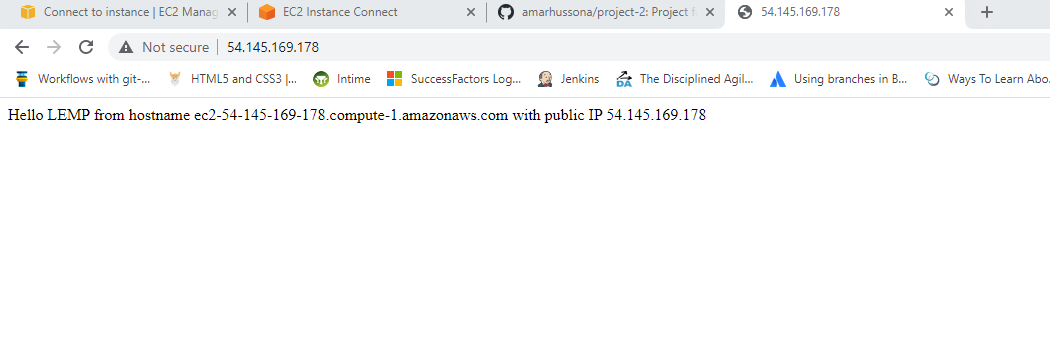 Connect to instance | EC2 Manag
EC2 Instance Connect
amarhussona/project-2: Project f
54.145.169.178
Not secure | 54.145.169.178
Workflows with git-...
HTML5 and CSS3 |...
Intime
SuccessFactors Log...
Jenkins
DA
The Disciplined Agil...
Using branches in B...
Ways To Learn Abo
Hello LEMP from hostname ec2-54-145-169-178.compute-1.amazonaws.com with public IP 54.145.169.178